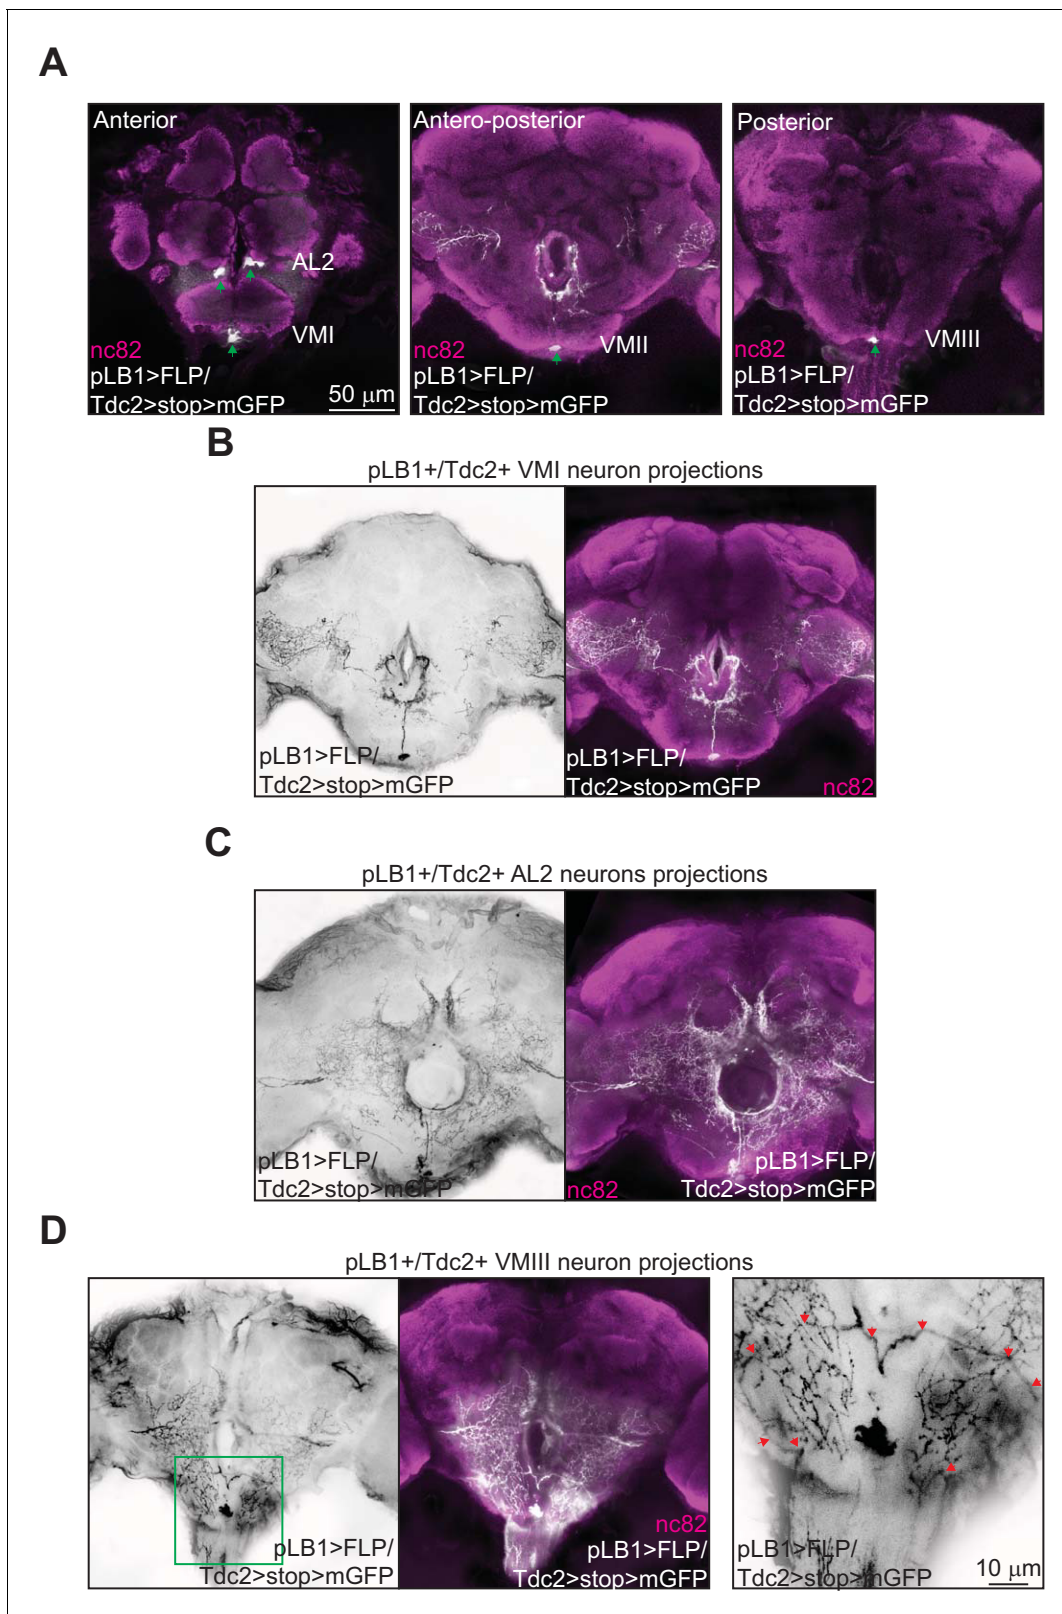 A
Anterior
AL2
VMI
nc82
pLB1>FLP/
Tdc2>stop>mGFP
50 μm
Antero-posterior
VMII
nc82
pLB1>FLP/
Tdc2>stop>mGFP
Posterior
VMIII
nc82
pLB1>FLP/
Tdc2>stop>mGFP
B
pLB1+/Tdc2+ VMI neuron projections
pLB1>FLP/
Tdc2>stop>mGFP
pLB1>FLP/
Tdc2>stop>mGFP
nc82
C
pLB1+/Tdc2+ AL2 neurons projections
pLB1>FLP/
Tdc2>stop>mGFP
pLB1>FLP/
nc82 Tdc2>stop>mGFP
D
pLB1+/Tdc2+ VMIII neuron projections
pLB1>FLP/
Tdc2>stop>mGFP
nc82
pLB1>FLP/
Tdc2>stop>mGFP
pLB1>FLP/
Tdc2>stop>mGFP
10 μm